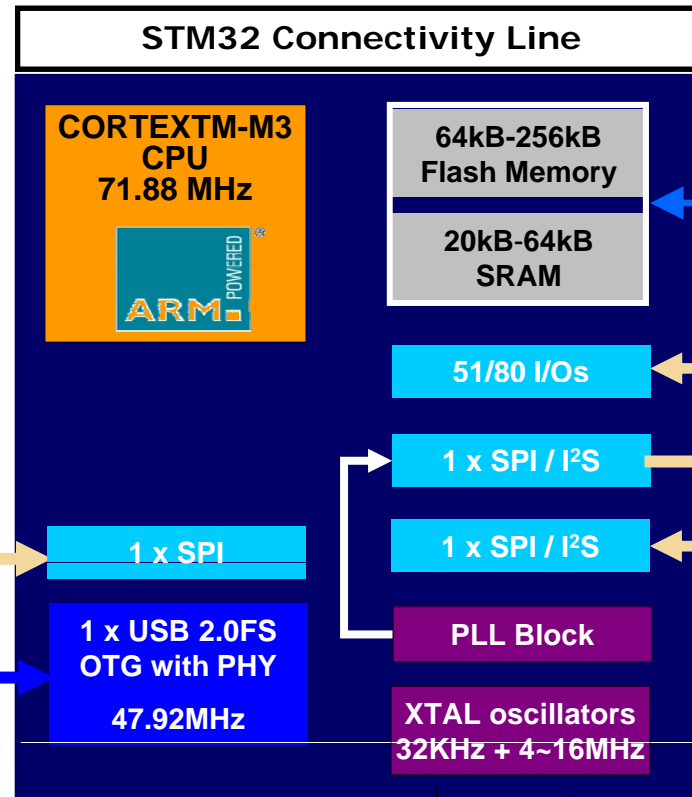 STM32 Connectivity Line
CORTEXTM-M3
CPU
71.88 MHz
ARM POWERED ®
64kB-256kB
Flash Memory
20kB-64kB
SRAM
51/80 I/Os
1 x SPI / I²S
1 x SPI
1 x SPI / I²S
1 x USB 2.0FS
OTG with PHY
47.92MHz
PLL Block
XTAL oscillators
32KHz + 4~16MHz